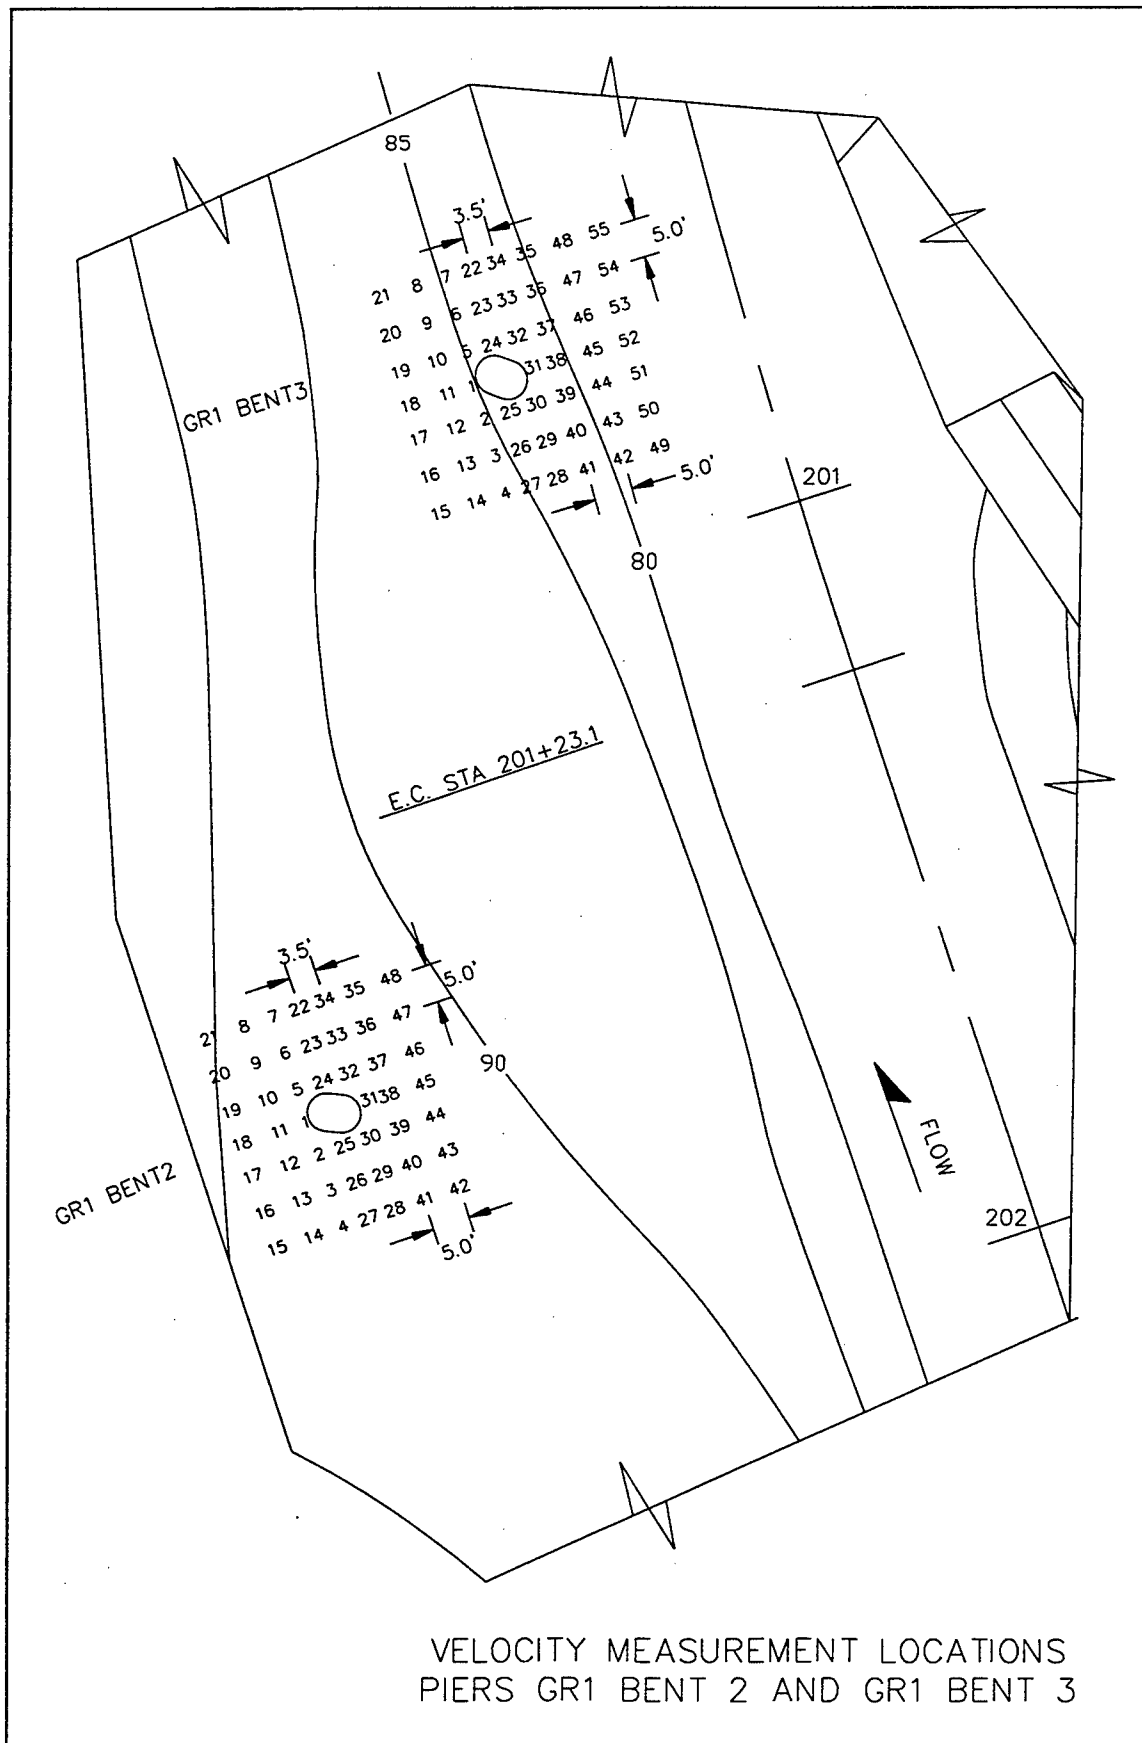 85
3.5'
21 8 7 22 34 35 48 55
5.0'
20 9 6 23 33 36 47 54
19 10 5 24 32 37 46 53
18 11 1 31 38 45 52
GR1 BENT3
17 12 2 25 30 39 44 51
16 13 3 26 29 40 43 50
15 14 4 27 28 41 42 49
5.0'
201
80
E.C. STA 201+23.1
3.5'
21 8 7 22 34 35 48
5.0'
20 9 6 23 33 36 47
19 10 5 24 32 37 46
90
18 11 1 31 38 45
17 12 2 25 30 39 44
16 13 3 26 29 40 43
15 14 4 27 28 41 42
5.0'
GR1 BENT2
FLOW
202
VELOCITY MEASUREMENT LOCATIONS
PIERS GR1 BENT 2 AND GR1 BENT 3